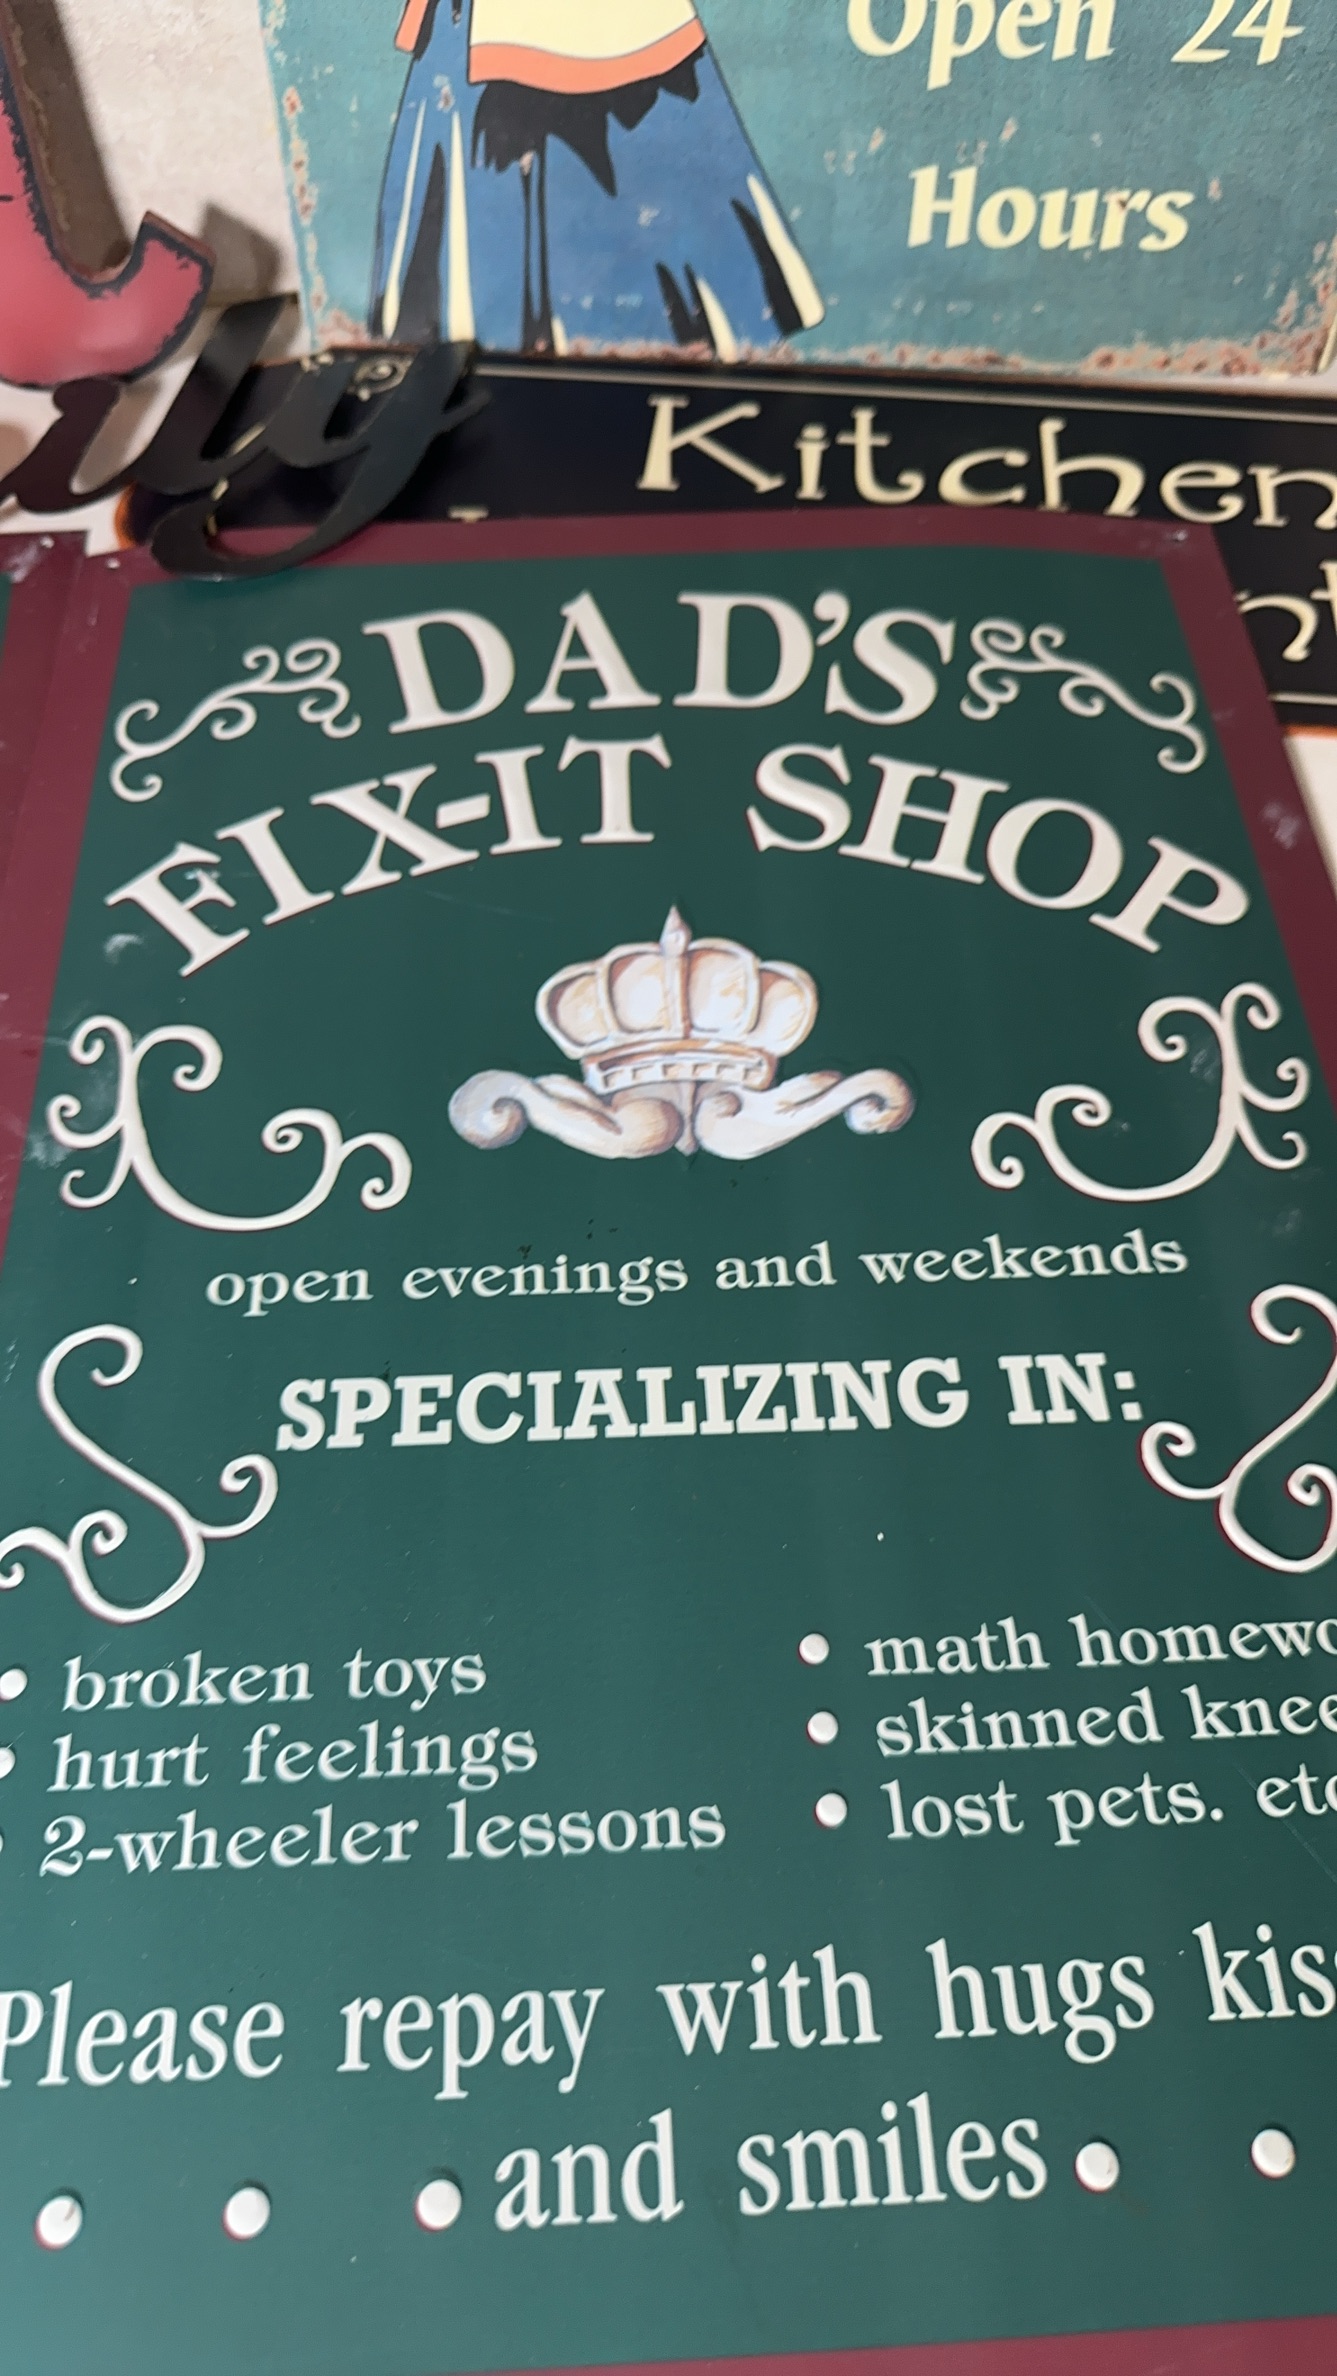 Open 24
Hours
Kitchen
DAD'S
FIX-IT SHOP
open evenings and weekends
SPECIALIZING IN:
• broken toys
• hurt feelings
2-wheeler lessons
• math homewo
• skinned knee
• lost pets. etc
Please repay with hugs kis
and smiles